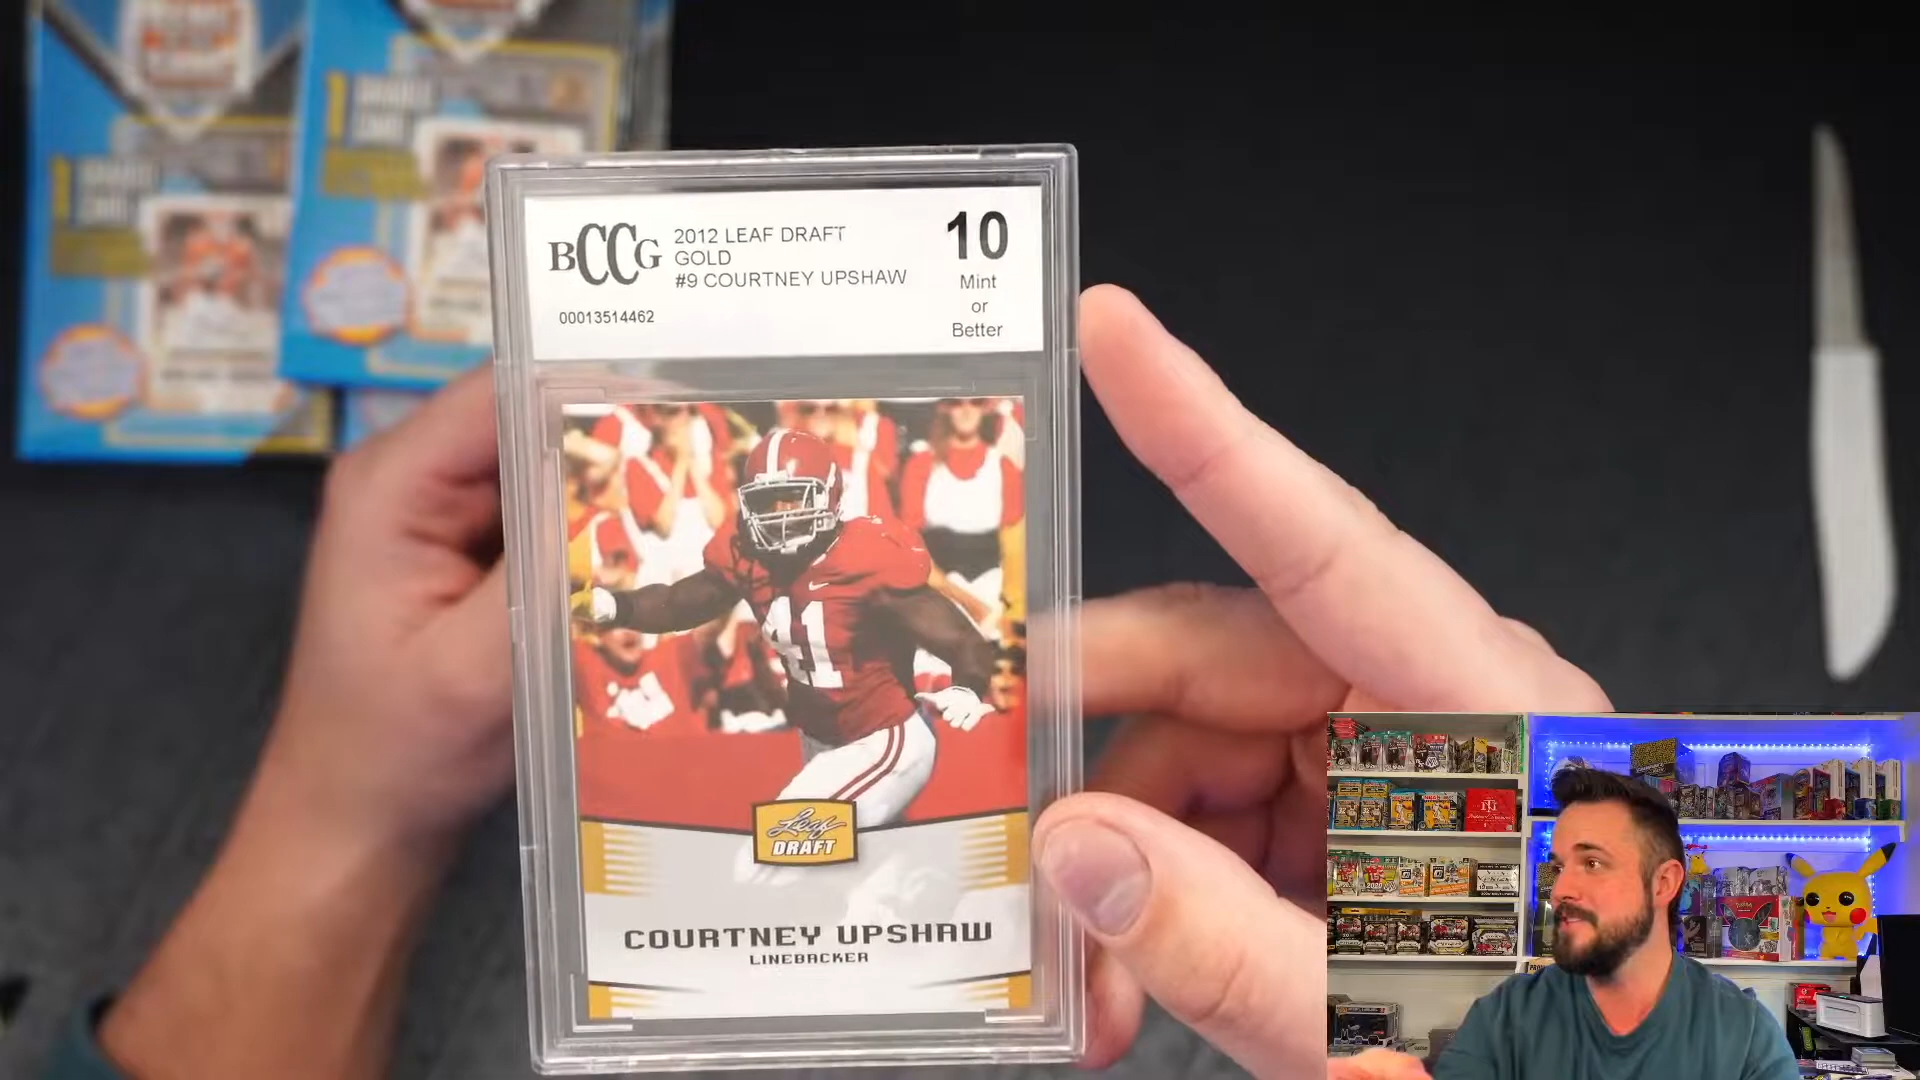 BCCG
2012 LEAF DRAFT
GOLD
#9 COURTNEY UPSHAW
00013514462
10
Mint
or
Better
41
Leaf
DRAFT
COURTNEY UPSHAW
LINEBACKER